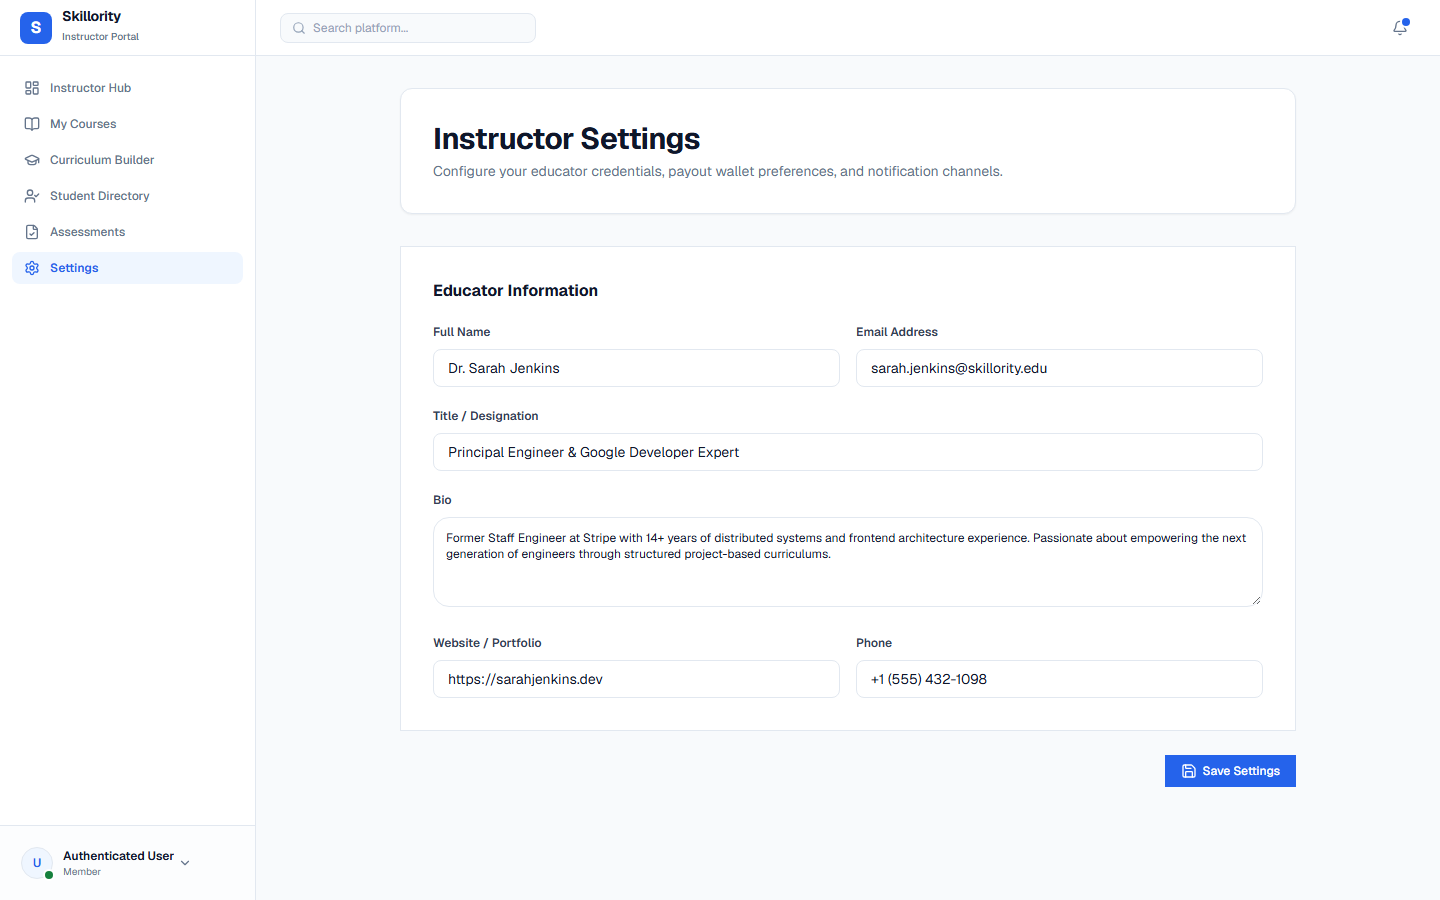 S
Skillority
Instructor Portal
Search platform...
Instructor Hub
My Courses
Curriculum Builder
Student Directory
Assessments
Settings
Instructor Settings
Configure your educator credentials, payout wallet preferences, and notification channels.
Educator Information
Full Name
Dr. Sarah Jenkins
Email Address
sarah.jenkins@skillority.edu
Title / Designation
Principal Engineer & Google Developer Expert
Bio
Former Staff Engineer at Stripe with 14+ years of distributed systems and frontend architecture experience. Passionate about empowering the next
generation of engineers through structured project-based curriculums.
Website / Portfolio
https://sarahjenkins.dev
Phone
+1 (555) 432-1098
Save Settings
U
Authenticated User
Member